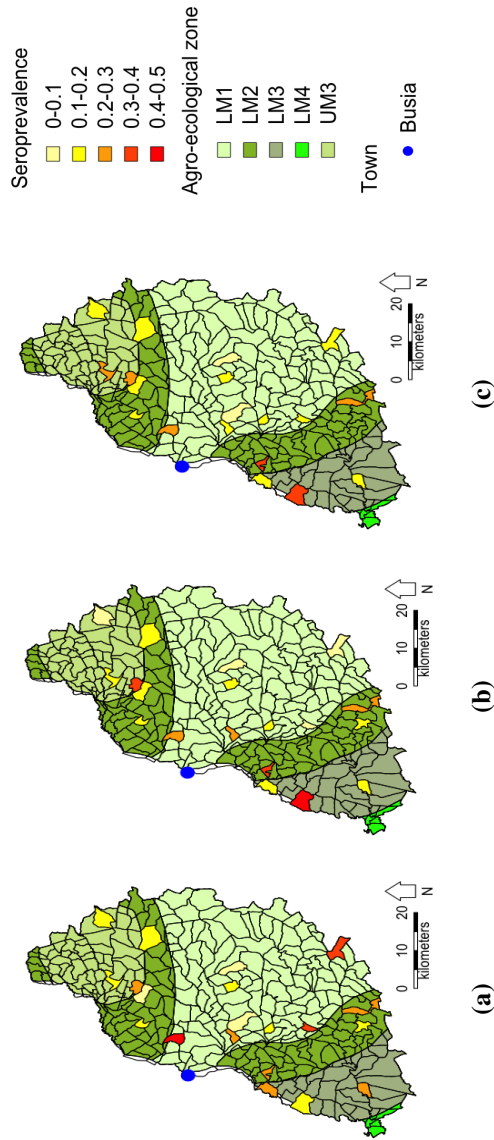 Seroprevalence
0-0.1
0.1-0.2
0.2-0.3
0.3-0.4
0.4-0.5
Agro-ecological zone
LM1
LM2
LM3
LM4
UM3
Town
Busia
0 10 20
kilometers
N
(a)
0 10 20
kilometers
N
(b)
0 10 20
kilometers
N
(c)